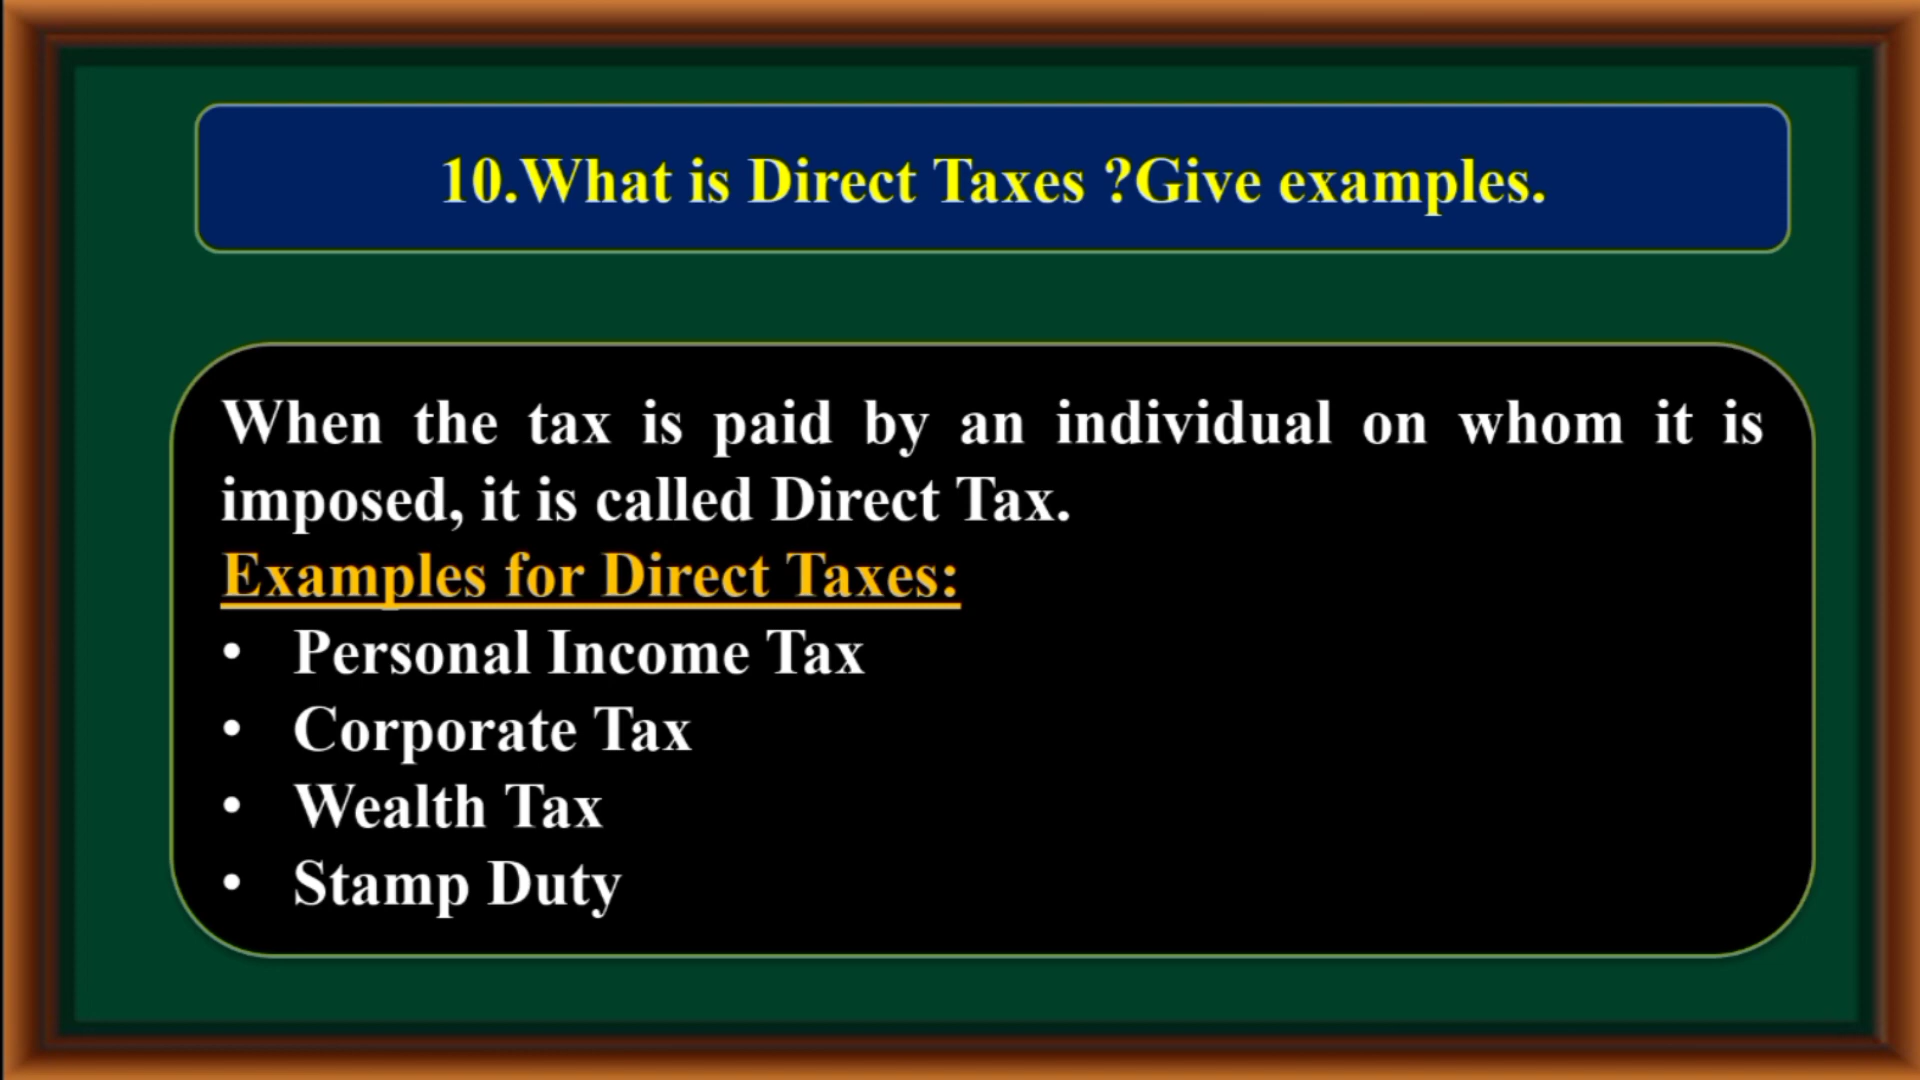 10.What is Direct Taxes ?Give examples.
When the tax is paid by an individual on whom it is
imposed, it is called Direct Tax.
Examples for Direct Taxes:
• Personal Income Tax
• Corporate Tax
• Wealth Tax
• Stamp Duty